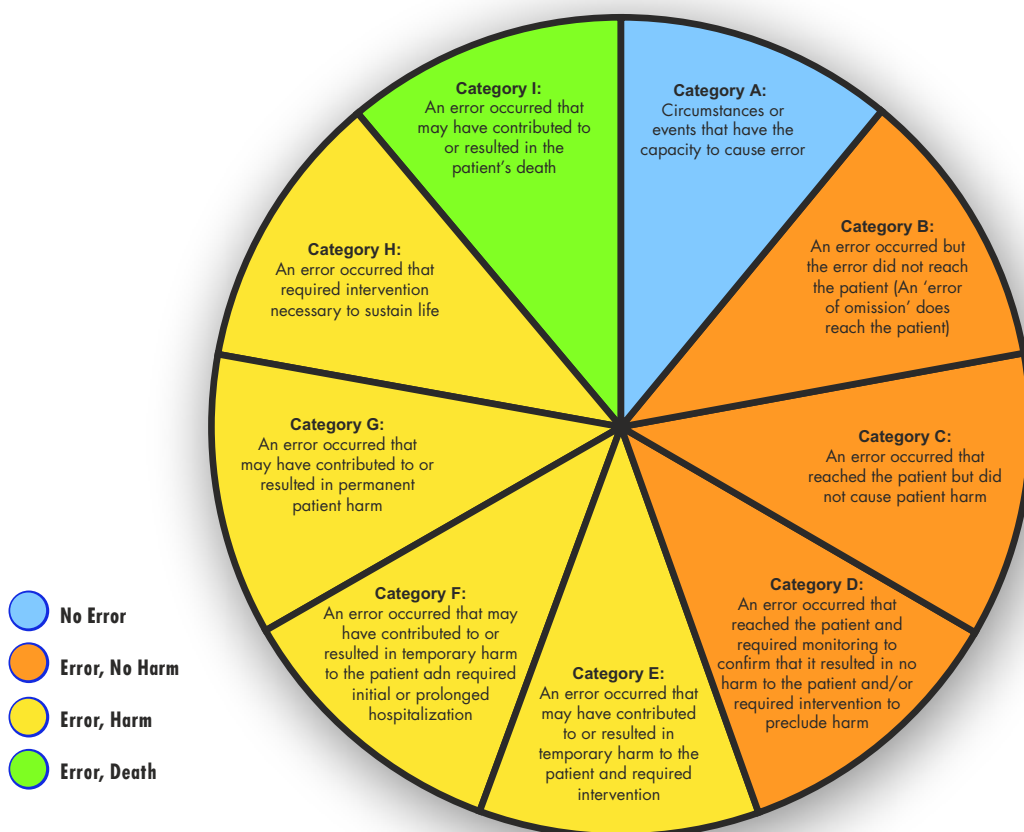 Category I:
An error occurred that
may have contributed to
or resulted in the
patient's death
Category A:
Circumstances or
events that have the
capacity to cause error
Category B:
An error occurred but
the error did not reach
the patient (An 'error
of omission' does
reach the patient)
Category C:
An error occurred that
reached the patient but did
not cause patient harm
Category D:
An error occurred that
reached the patient and
required monitoring to
confirm that it resulted in no
harm to the patient and/or
required intervention to
preclude harm
Category E:
An error occurred that
may have contributed
to or resulted in
temporary harm to the
patient and required
intervention
Category F:
An error occurred that may
have contributed to or
resulted in temporary harm
to the patient adn required
initial or prolonged
hospitalization
Category G:
An error occurred that
may have contributed to or
resulted in permanent
patient harm
Category H:
An error occurred that
required intervention
necessary to sustain life
No Error
Error, No Harm
Error, Harm
Error, Death